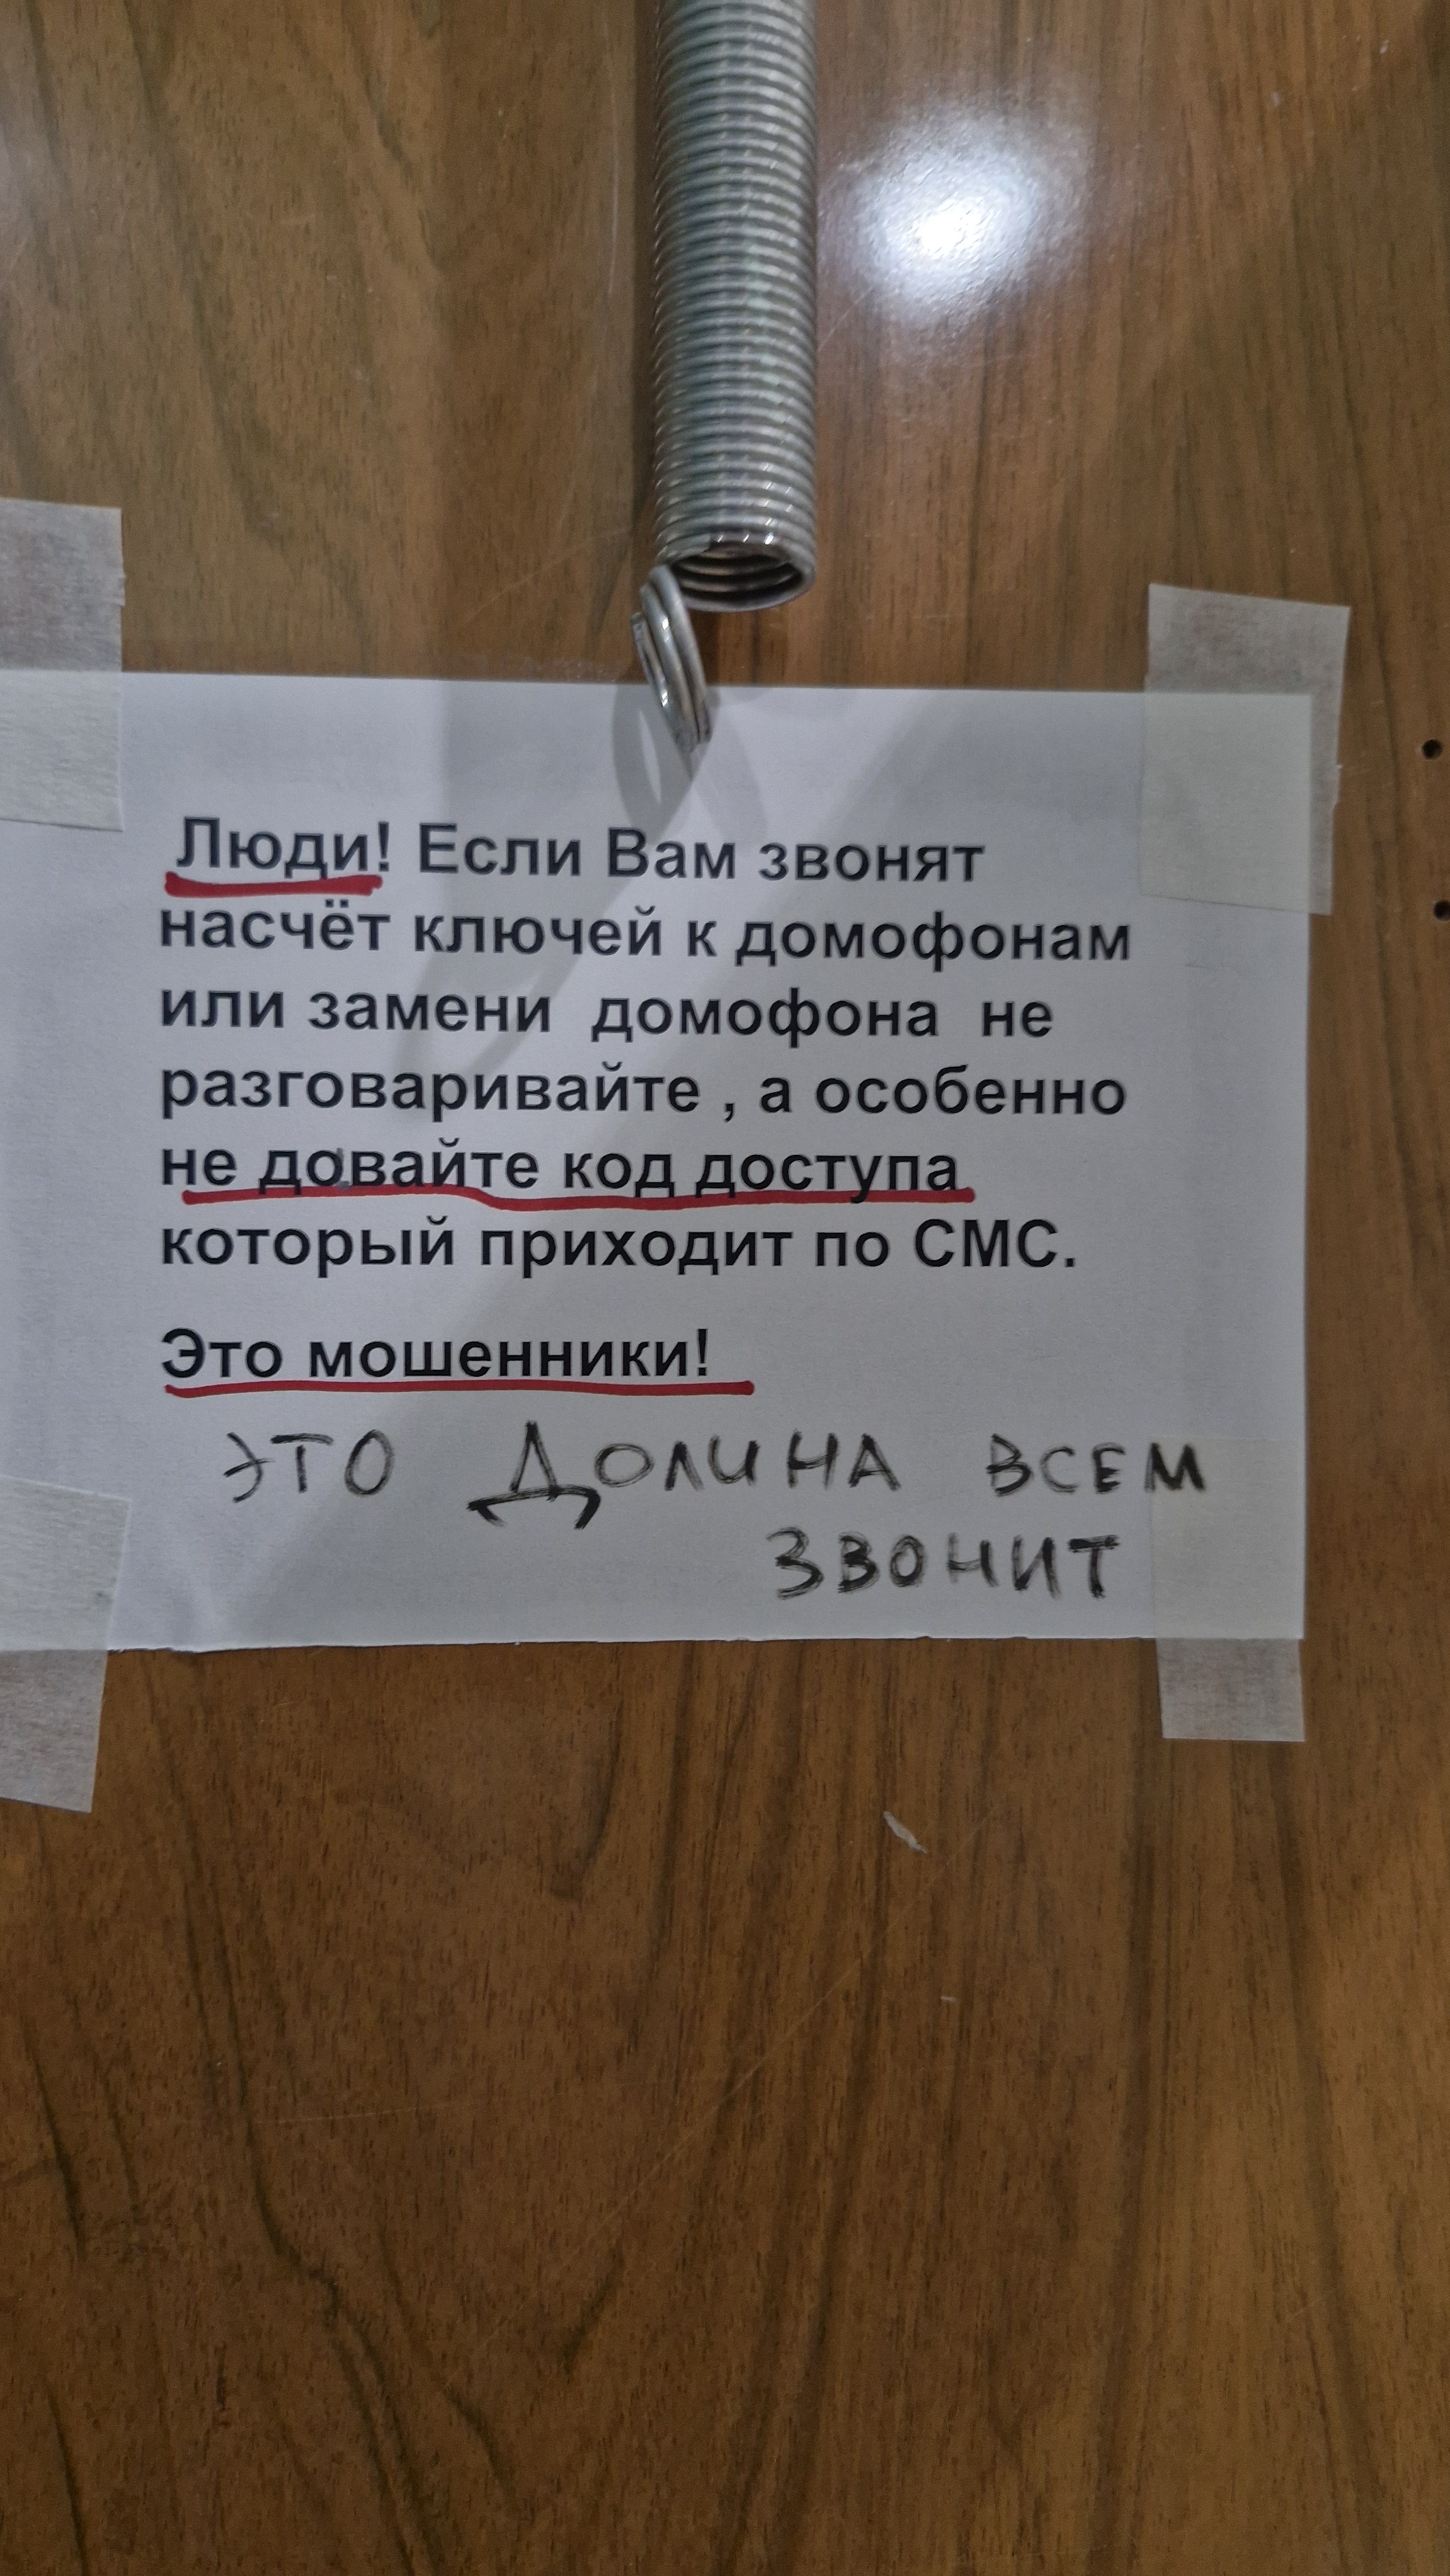 Люди! Если Вам звонят
насчёт ключей к домофонам
или замени домофона не
разговаривайте , а особенно
не довайте код доступа
который приходит по СМС.
Это мошенники!
ЭТО ДОЛИНА ВСЕМ
ЗВОНИТ